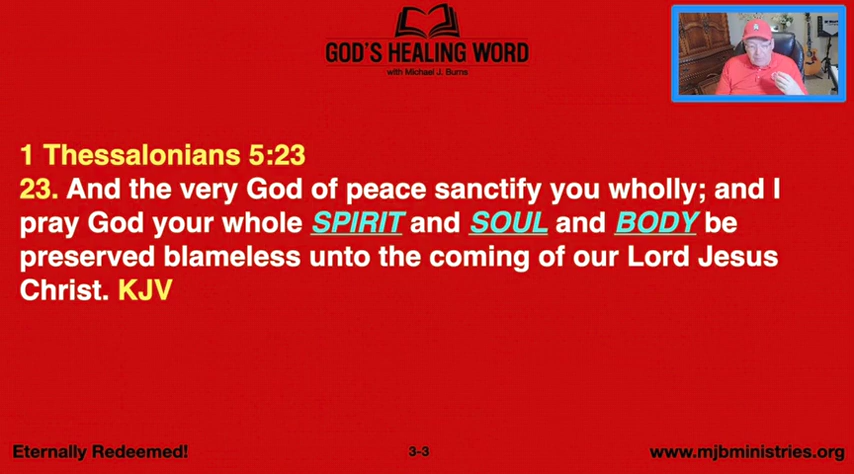 GOD'S HEALING WORD
with Michael J. Burns
1 Thessalonians 5:23
23. And the very God of peace sanctify you wholly; and I
pray God your whole SPIRIT and SOUL and BODY be
preserved blameless unto the coming of our Lord Jesus
Christ. KJV
Eternally Redeemed!
3-3
www.mjbministries.org